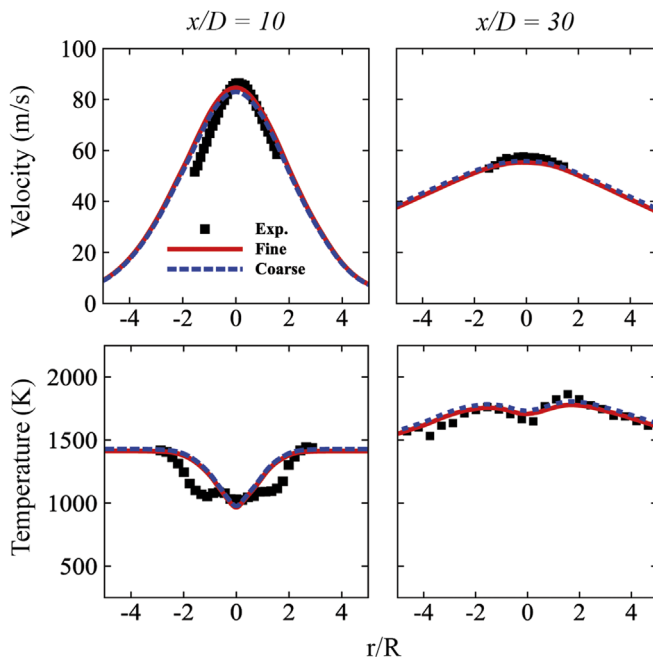 x/D = 10
x/D = 30
Velocity (m/s)
100
80
60
40
20
0
Exp.
Fine
Coarse
-4 -2 0 2 4
-4 -2 0 2 4
Temperature (K)
2000
1500
1000
500
-4 -2 0 2 4
-4 -2 0 2 4
r/R